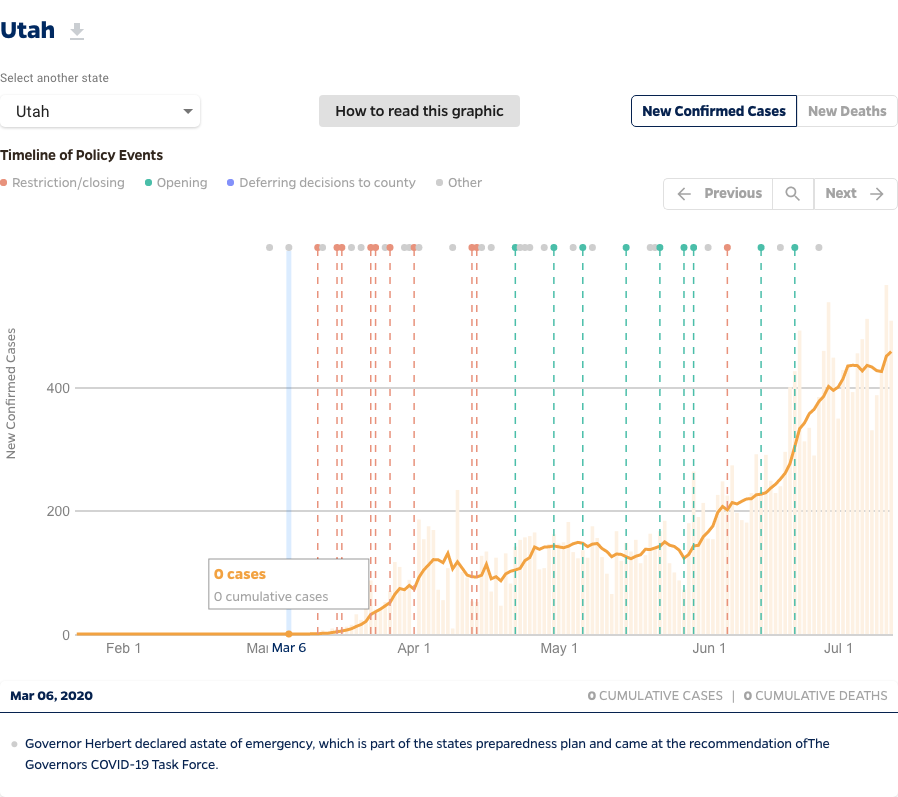 Utah
Select another state
Utah
How to read this graphic
New Confirmed Cases
New Deaths
Timeline of Policy Events
Restriction/closing
Opening
Deferring decisions to county
Other
Previous
Next
New Confirmed Cases
400
200
0
0 cases
0 cumulative cases
Feb 1
Mar 6
Apr 1
May 1
Jun 1
Jul 1
Mar 06, 2020
0 CUMULATIVE CASES | 0 CUMULATIVE DEATHS
Governor Herbert declared astate of emergency, which is part of the states preparedness plan and came at the recommendation ofThe
Governors COVID-19 Task Force.